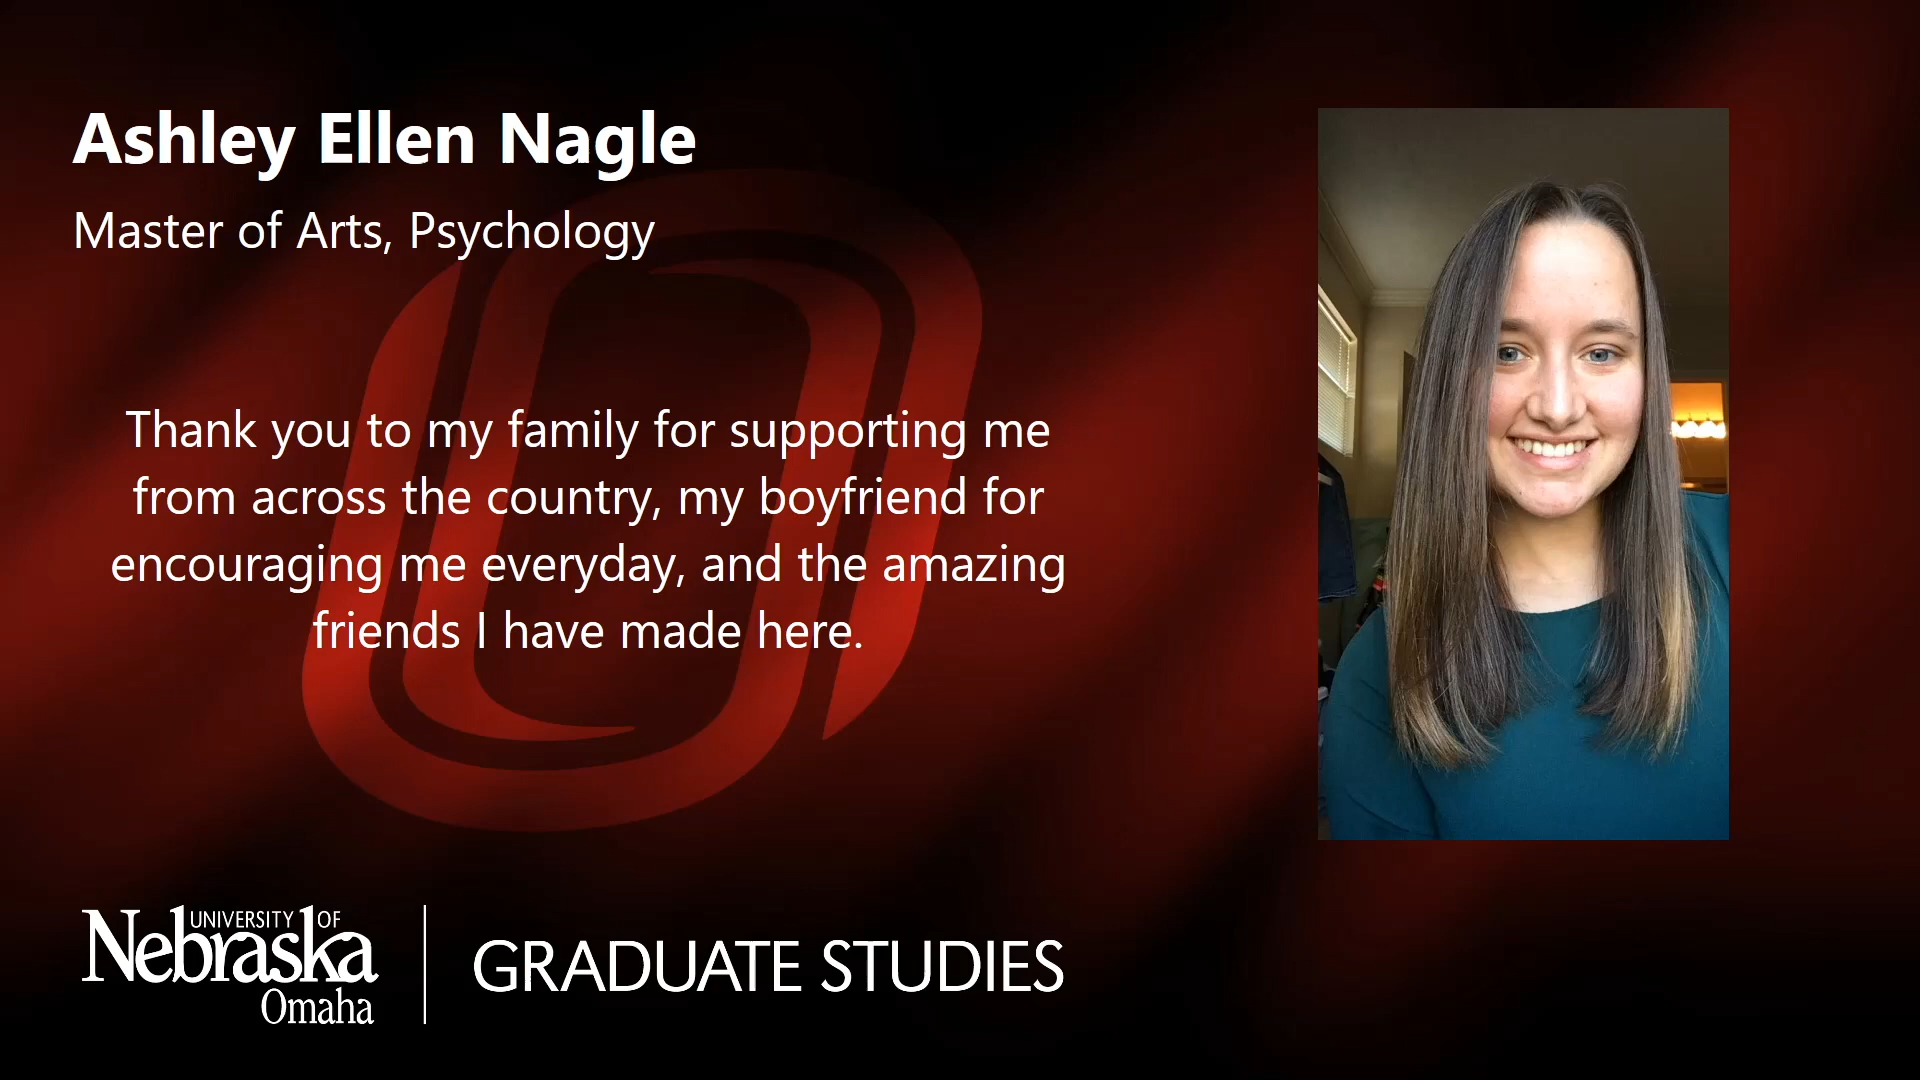 Ashley Ellen Nagle
Master of Arts, Psychology
Thank you to my family for supporting me
from across the country, my boyfriend for
encouraging me everyday, and the amazing
friends I have made here.
UNIVERSITY OF
Nebraska
Omaha
GRADUATE STUDIES